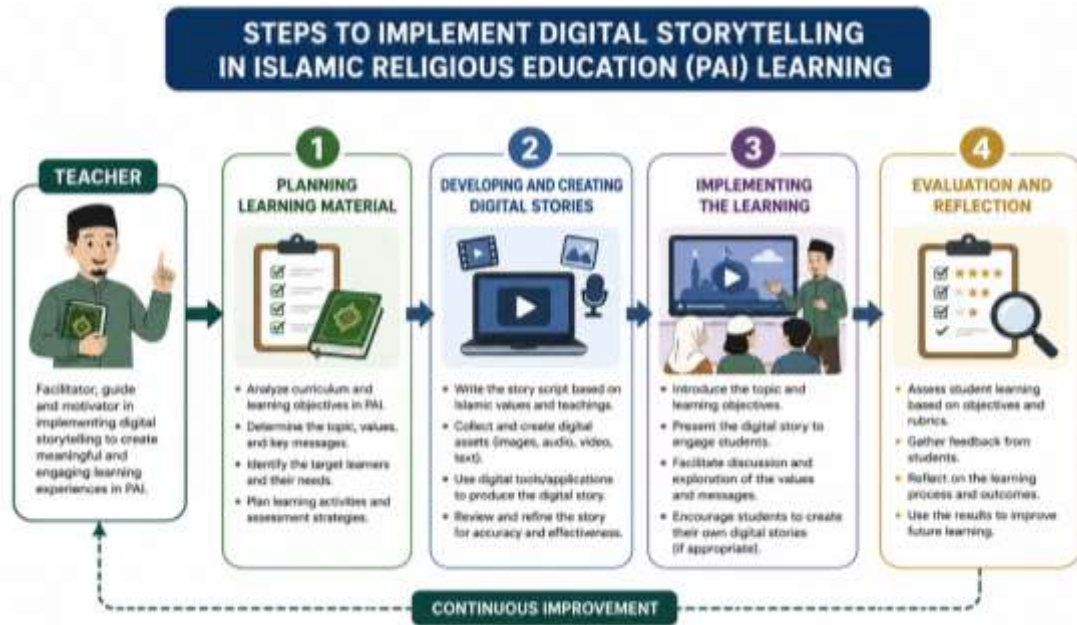 STEPS TO IMPLEMENT DIGITAL STORYTELLING
IN ISLAMIC RELIGIOUS EDUCATION (PAI) LEARNING
TEACHER
Facilitator, guide
and motivator in
implementing digital
storytelling to create
meaningful and
engaging learning
experiences in PAI.
1
PLANNING
LEARNING MATERIAL
• Analyze curriculum and
learning objectives in PAI.
• Determine the topic, values,
and key messages.
• Identify the target learners
and their needs.
• Plan learning activities and
assessment strategies.
2
DEVELOPING AND CREATING
DIGITAL STORIES
• Write the story script based on
Islamic values and teachings.
• Collect and create digital
assets (images, audio, video,
text).
• Use digital tools/applications
to produce the digital story.
• Review and refine the story
for accuracy and effectiveness.
3
IMPLEMENTING
THE LEARNING
• Introduce the topic and
learning objectives.
• Present the digital story to
engage students.
• Facilitate discussion and
exploration of the values
and messages.
• Encourage students to create
their own digital stories
(if appropriate).
4
EVALUATION AND
REFLECTION
• Assess student learning
based on objectives and
rubrics.
• Gather feedback from
students.
• Reflect on the learning
process and outcomes.
• Use the results to improve
future learning.
CONTINUOUS IMPROVEMENT